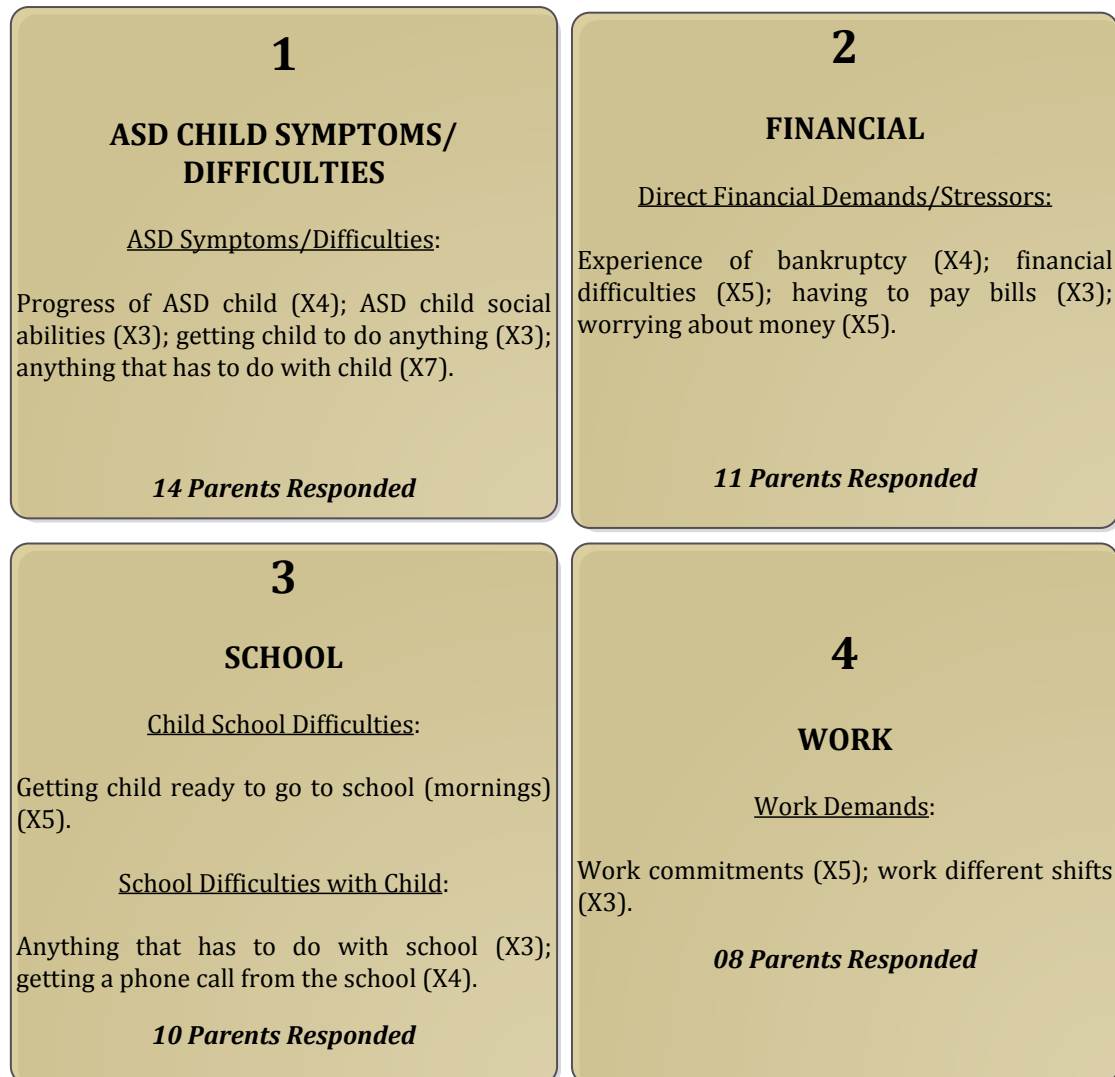 1
ASD CHILD SYMPTOMS/
DIFFICULTIES
ASD Symptoms/Difficulties:
Progress of ASD child (X4); ASD child social
abilities (X3); getting child to do anything (X3);
anything that has to do with child (X7).
14 Parents Responded
2
FINANCIAL
Direct Financial Demands/Stressors:
Experience of bankruptcy (X4); financial
difficulties (X5); having to pay bills (X3);
worrying about money (X5).
11 Parents Responded
3
SCHOOL
Child School Difficulties:
Getting child ready to go to school (mornings)
(X5).
School Difficulties with Child:
Anything that has to do with school (X3);
getting a phone call from the school (X4).
10 Parents Responded
4
WORK
Work Demands:
Work commitments (X5); work different shifts
(X3).
08 Parents Responded